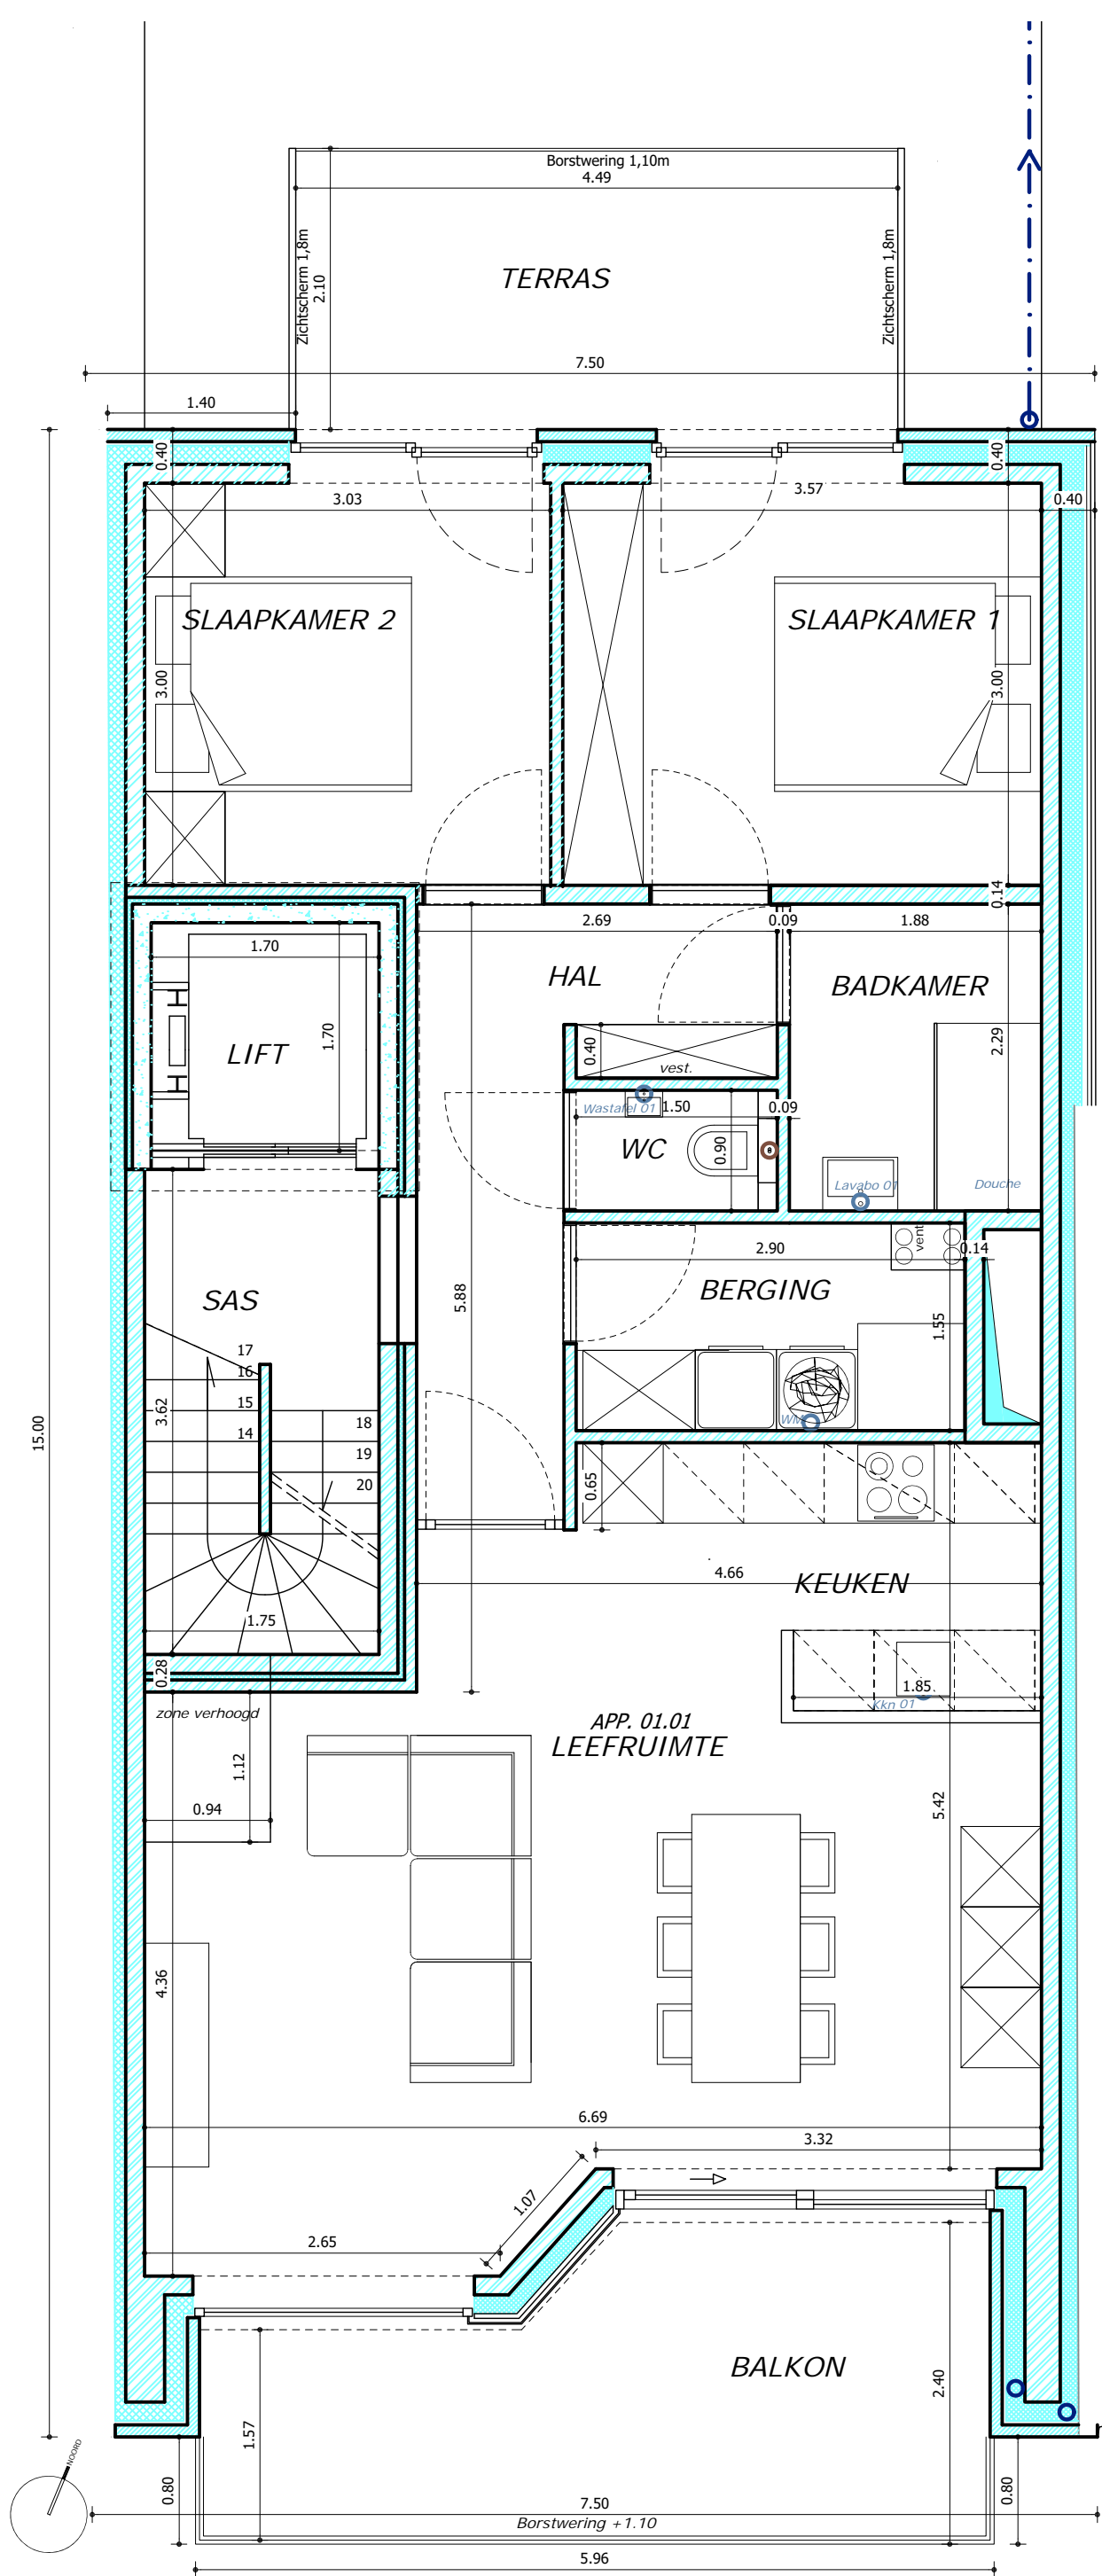 Borstwering 1,10m
4.49
Zichtscherm 1,8m
2.10
TERRAS
Zichtscherm 1,8m
7.50
1.40
0.40
0.40
3.03
3.57
0.40
SLAAPKAMER 2
SLAAPKAMER 1
3.00
3.00
0.14
2.69
0.09
1.88
1.70
HAL
BADKAMER
1.70
LIFT
0.40
vest.
2.29
Wastafel 01
1.50
0.09
WC
0.90
Lavabo 01
Douche
vent
2.90
0.14
SAS
5.88
BERGING
1.55
17
16
15
14
3.62
18
19
20
WM
15.00
0.65
4.66
KEUKEN
1.75
0.28
1.85
Kkn 01
zone verhoogd
APP. 01.01
LEEFRUIMTE
1.12
0.94
5.42
4.36
6.69
3.32
1.07
2.65
BALKON
2.40
1.57
NOORD
0.80
0.80
7.50
Borstwering +1.10
5.96